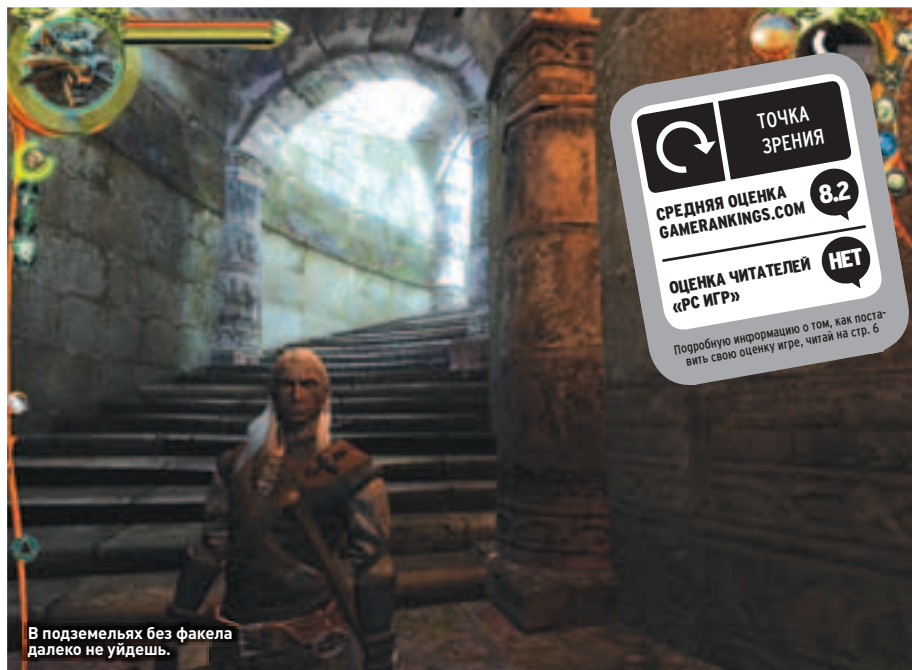 ТОЧКА
ЗРЕНИЯ
СРЕДНЯЯ ОЦЕНКА
GAMERANKINGS.COM
8.2
ОЦЕНКА ЧИТАТЕЛЕЙ
«РС ИГР»
НЕТ
Подробную информацию о том, как поста-
вить свою оценку игре, читай на стр. 6
В подземельях без факела
далеко не уйдешь.